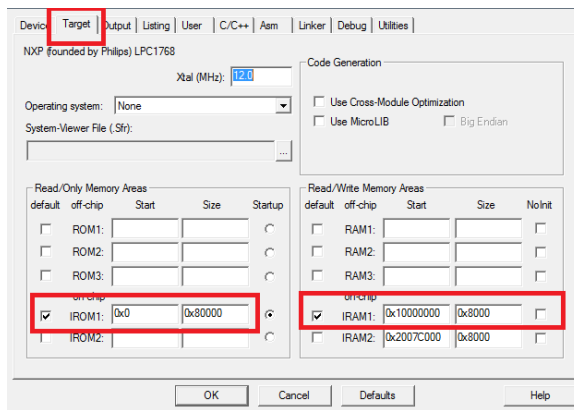 Device Target Output Listing User C/C++ Asm Linker Debug Utilities
NXP (founded by Philips) LPC1768
Xtal (MHz): 12.0
Operating system: None
System-Viewer File (.Sfr):
...
Code Generation
Use Cross-Module Optimization
Use MicroLIB Big Endian
Read/Only Memory Areas
default off-chip Start Size Startup
ROM1:
ROM2:
ROM3:
on-chip
IROM1: 0x0 0x80000
IROM2:
Read/Write Memory Areas
default off-chip Start Size NoInit
RAM1:
RAM2:
RAM3:
on-chip
IRAM1: 0x10000000 0x8000
IRAM2: 0x2007C000 0x8000
OK Cancel Defaults Help